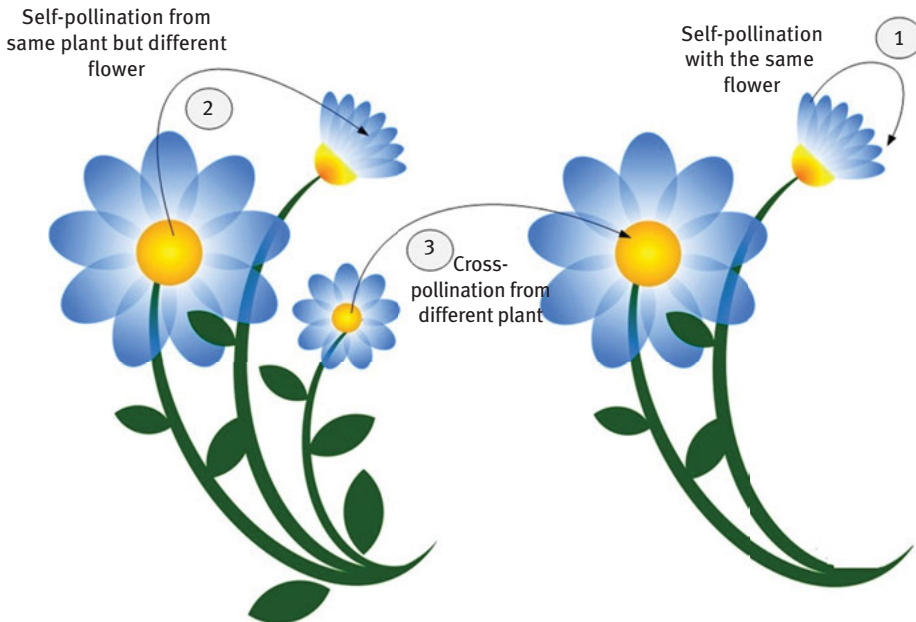 Self-pollination from
same plant but different
flower
2
Self-pollination
with the same
flower
1
3
Cross-
pollination from
different plant